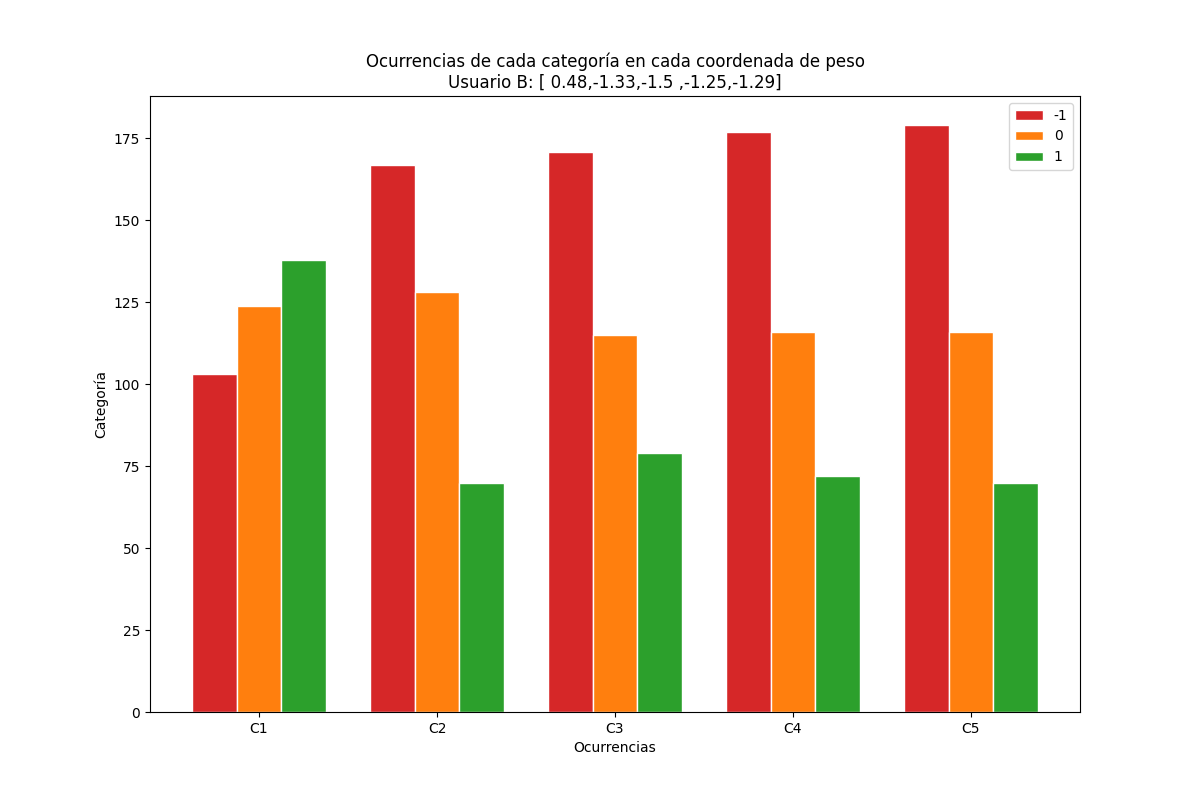 Ocurrencias de cada categoría en cada coordenada de peso
Usuario B: [ 0.48,-1.33,-1.5 ,-1.25,-1.29]
-1
0
1
175
150
125
100
75
50
25
0
Categoría
C1 C2 C3 C4 C5
Ocurrencias